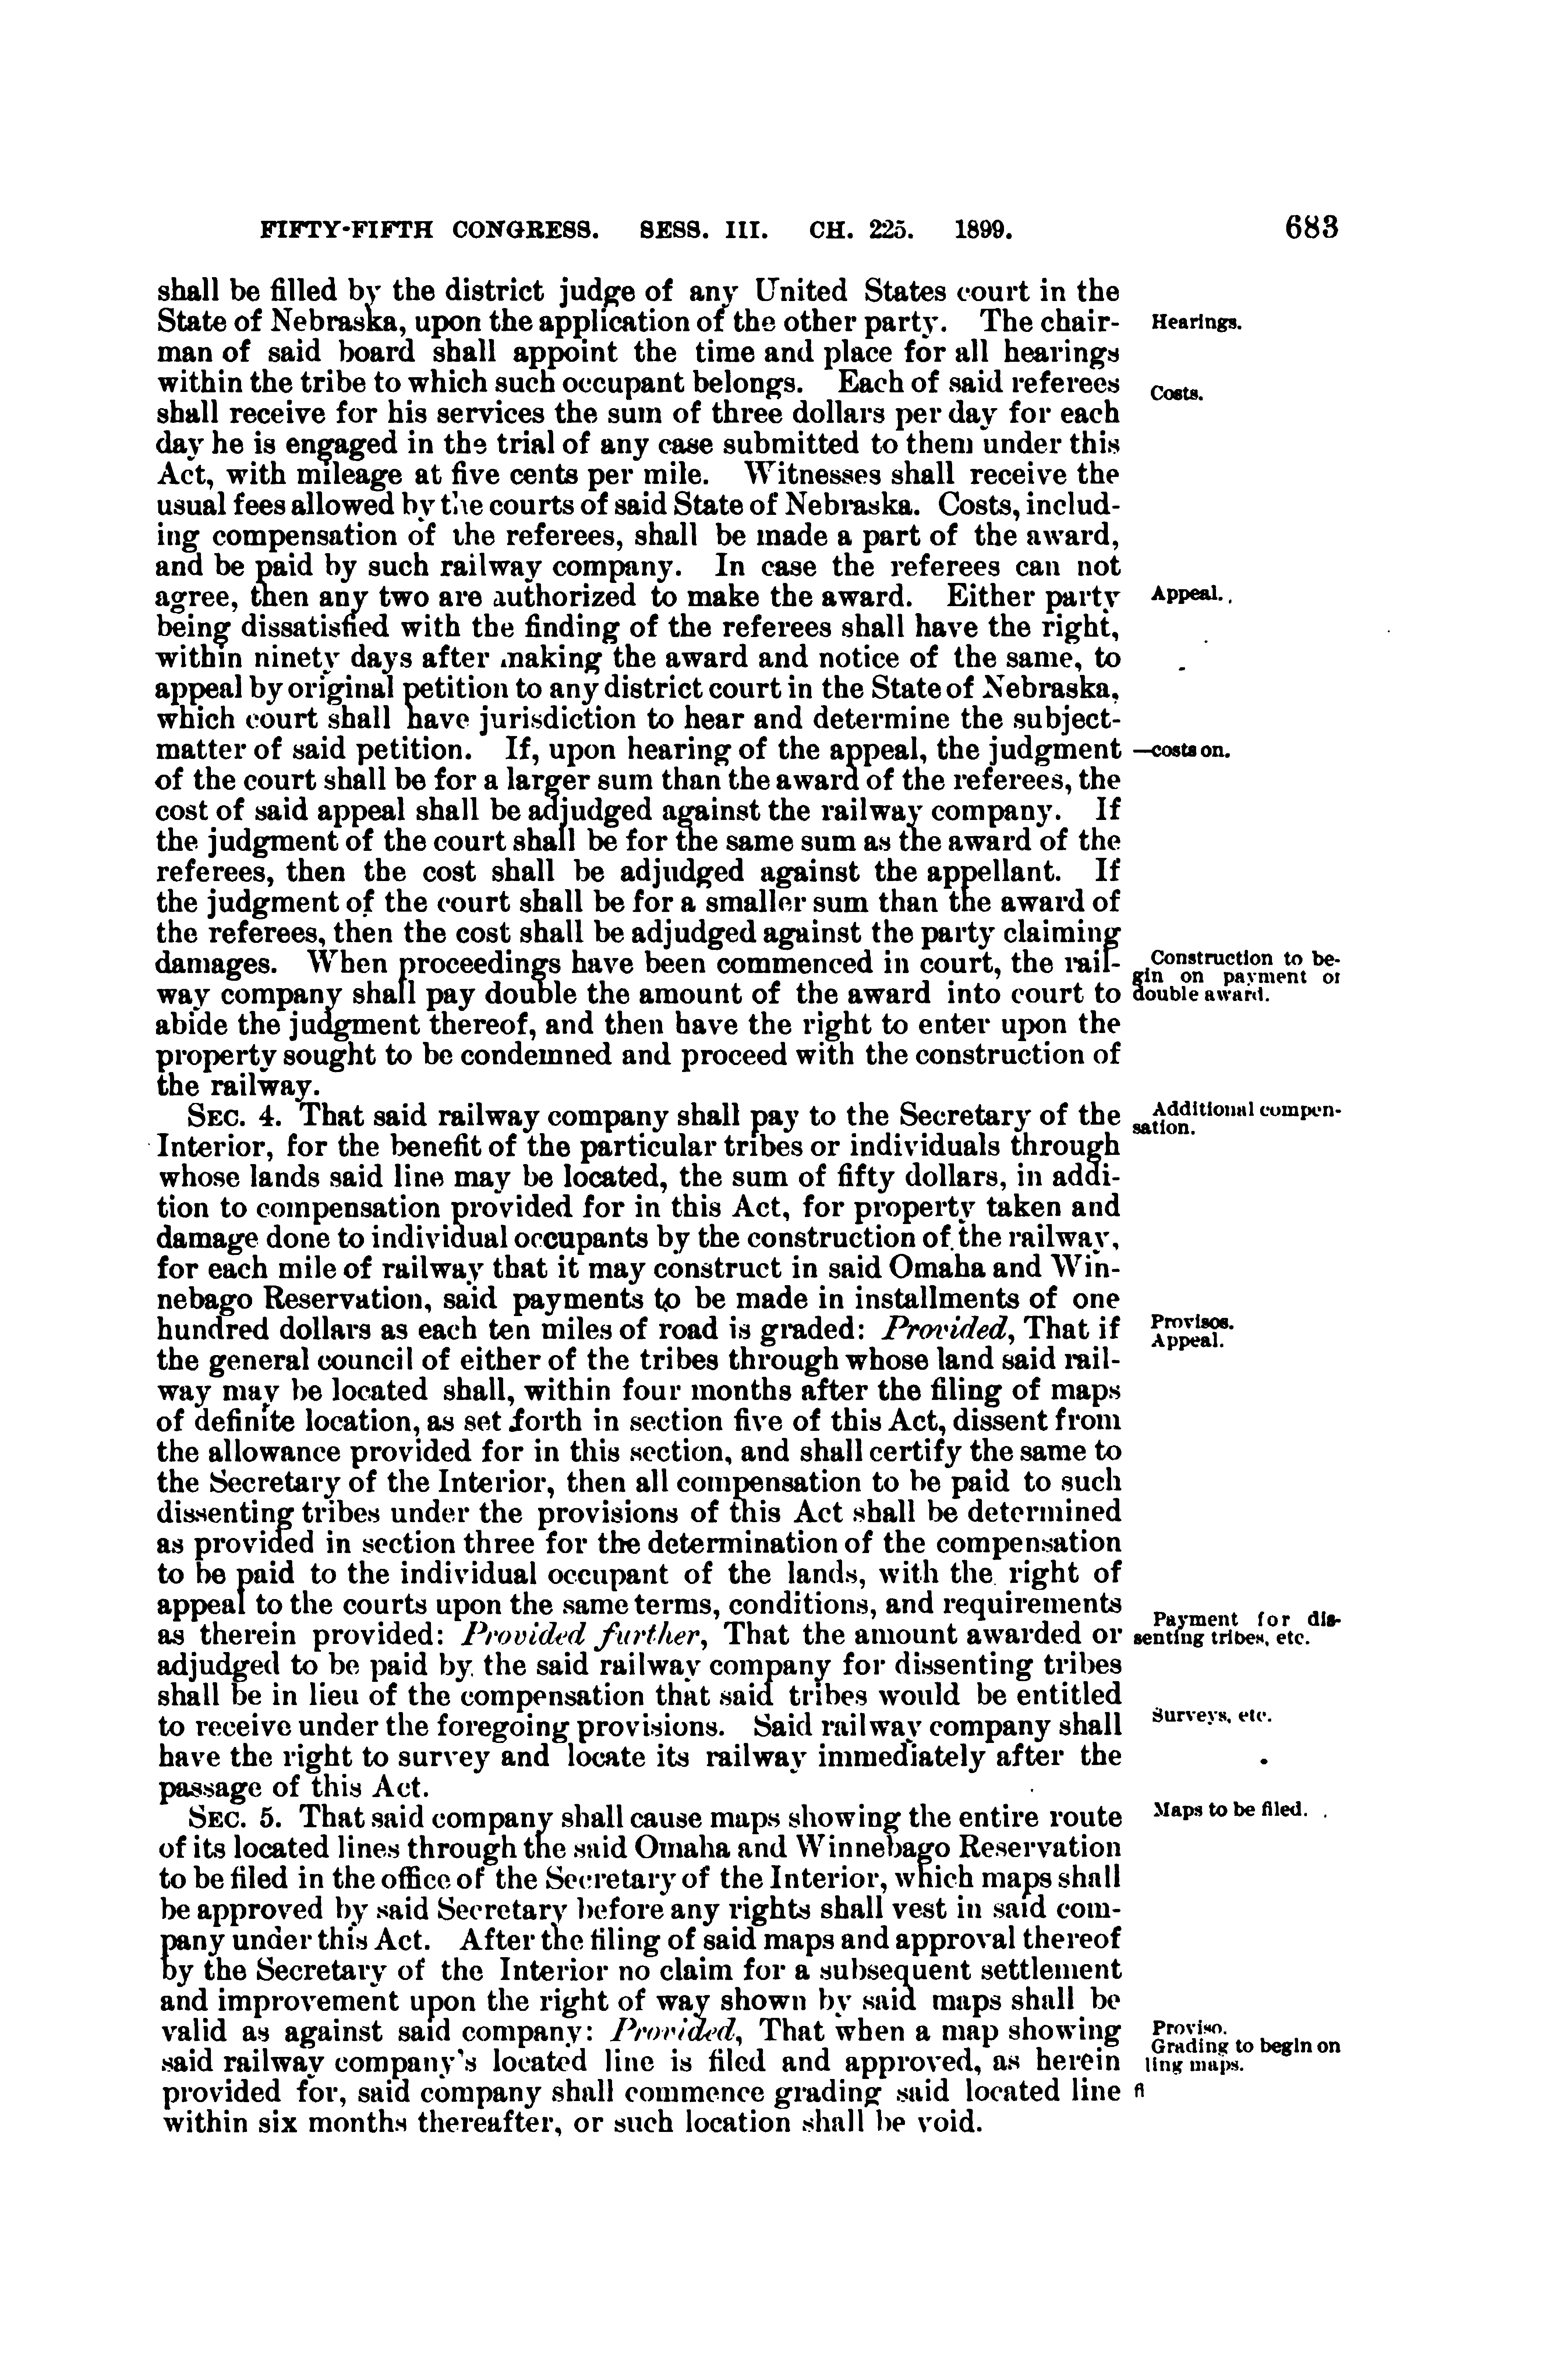 FIFTY-FIFTH CONGRESS. SESS. III. CH. 225. 1899. 683
shall be filled by the district judge of any United States court in the
State of Nebraska, upon the application of the other party. The chair-
man of said board shall appoint the time and place for all hearings
within the tribe to which such occupant belongs. Each of said referees
shall receive for his services the sum of three dollars per day for each
day he is engaged in the trial of any case submitted to them under this
Act, with mileage at five cents per mile. Witnesses shall receive the
usual fees allowed by the courts of said State of Nebraska. Costs, includ-
ing compensation of the referees, shall be made a part of the award,
and be paid by such railway company. In case the referees can not
agree, then any two are authorized to make the award. Either party
being dissatisfied with the finding of the referees shall have the right,
within ninety days after making the award and notice of the same, to
appeal by original petition to any district court in the State of Nebraska,
which court shall have jurisdiction to hear and determine the subject-
matter of said petition. If, upon hearing of the appeal, the judgment
of the court shall be for a larger sum than the award of the referees, the
cost of said appeal shall be adjudged against the railway company. If
the judgment of the court shall be for the same sum as the award of the
referees, then the cost shall be adjudged against the appellant. If
the judgment of the court shall be for a smaller sum than the award of
the referees, then the cost shall be adjudged against the party claiming
damages. When proceedings have been commenced in court, the rail-
way company shall pay double the amount of the award into court to
abide the judgment thereof, and then have the right to enter upon the
property sought to be condemned and proceed with the construction of
the railway.
SEC. 4. That said railway company shall pay to the Secretary of the
Interior, for the benefit of the particular tribes or individuals through
whose lands said line may be located, the sum of fifty dollars, in addi-
tion to compensation provided for in this Act, for property taken and
damage done to individual occupants by the construction of the railway,
for each mile of railway that it may construct in said Omaha and Win-
nebago Reservation, said payments to be made in installments of one
hundred dollars as each ten miles of road is graded: Provided, That if
the general council of either of the tribes through whose land said rail-
way may be located shall, within four months after the filing of maps
of definite location, as set forth in section five of this Act, dissent from
the allowance provided for in this section, and shall certify the same to
the Secretary of the Interior, then all compensation to be paid to such
dissenting tribes under the provisions of this Act shall be determined
as provided in section three for the determination of the compensation
to be paid to the individual occupant of the lands, with the right of
appeal to the courts upon the same terms, conditions, and requirements
as therein provided: Provided further, That the amount awarded or
adjudged to be paid by the said railway company for dissenting tribes
shall be in lieu of the compensation that said tribes would be entitled
to receive under the foregoing provisions. Said railway company shall
have the right to survey and locate its railway immediately after the
passage of this Act.
SEC. 5. That said company shall cause maps showing the entire route
of its located lines through the said Omaha and Winnebago Reservation
to be filed in the office of the Secretary of the Interior, which maps shall
be approved by said Secretary before any rights shall vest in said com-
pany under this Act. After the filing of said maps and approval thereof
by the Secretary of the Interior no claim for a subsequent settlement
and improvement upon the right of way shown by said maps shall be
valid as against said company: Provided, That when a map showing
said railway company's located line is filed and approved, as herein
provided for, said company shall commence grading said located line
within six months thereafter, or such location shall be void.
Hearings.
Costs.
Appeal.
—costs on.
Construction to be-
gin on payment of
double award.
Additional compen-
sation.
Provisos.
Appeal.
Payment for dis-
senting tribes, etc.
Surveys, etc.
Maps to be filed.
Proviso.
Grading to begin on
ling maps.
fi